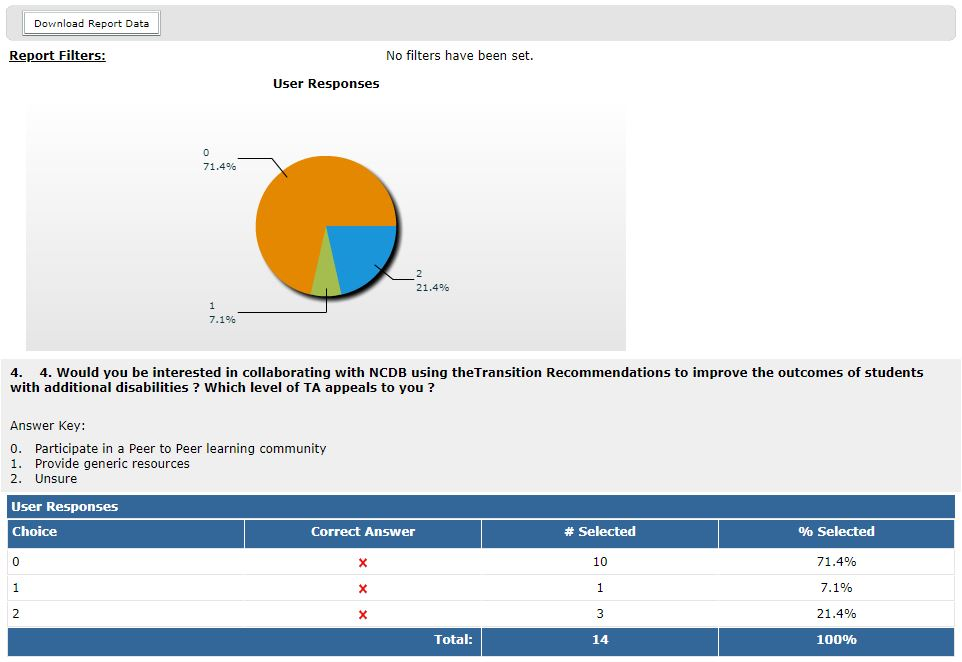 Download Report Data
Report Filters: No filters have been set.
User Responses
0
71.4%
2
21.4%
1
7.1%
4. 4. Would you be interested in collaborating with NCDB using theTransition Recommendations to improve the outcomes of students
with additional disabilities ? Which level of TA appeals to you ?
Answer Key:
0. Participate in a Peer to Peer learning community
1. Provide generic resources
2. Unsure
User Responses
Choice Correct Answer # Selected % Selected
0 x 10 71.4%
1 x 1 7.1%
2 x 3 21.4%
Total: 14 100%